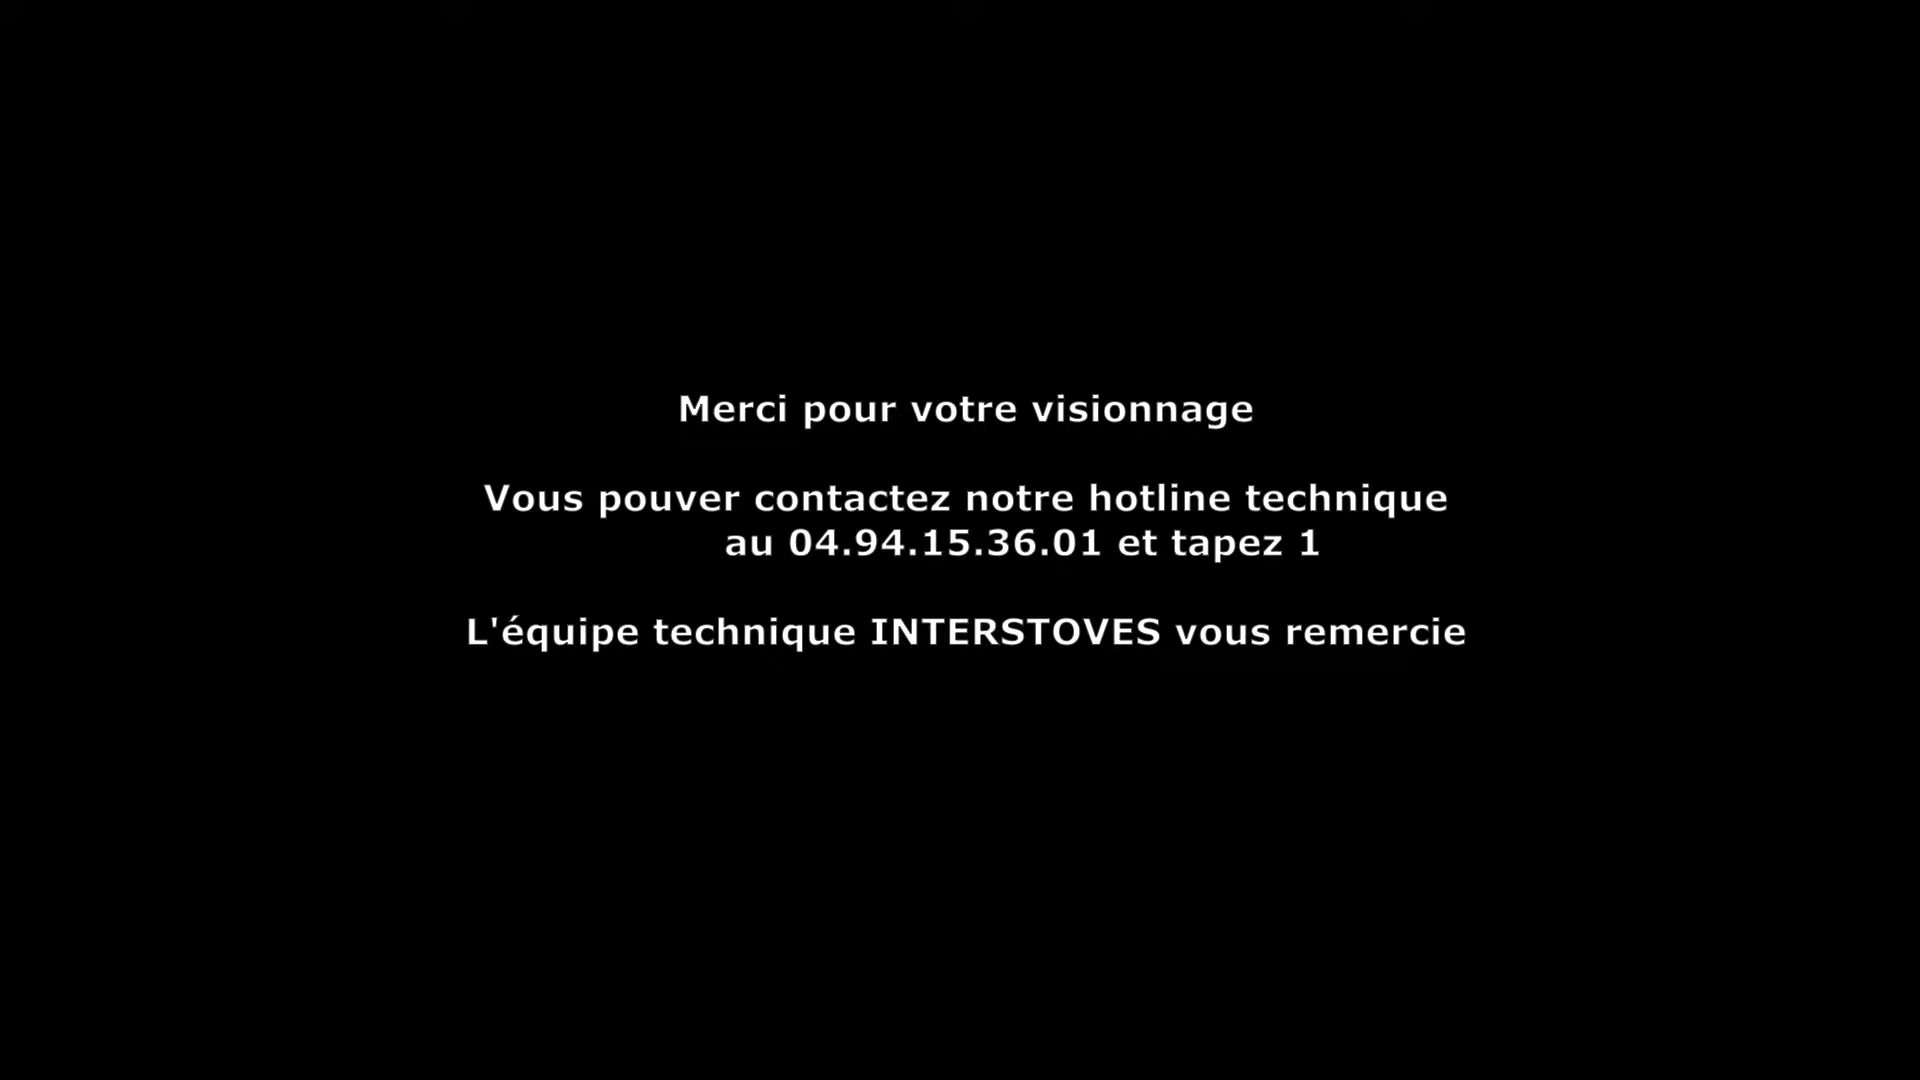 Merci pour votre visionnage
Vous pouver contactez notre hotline technique
au 04.94.15.36.01 et tapez 1
L'équipe technique INTERSTOVES vous remercie